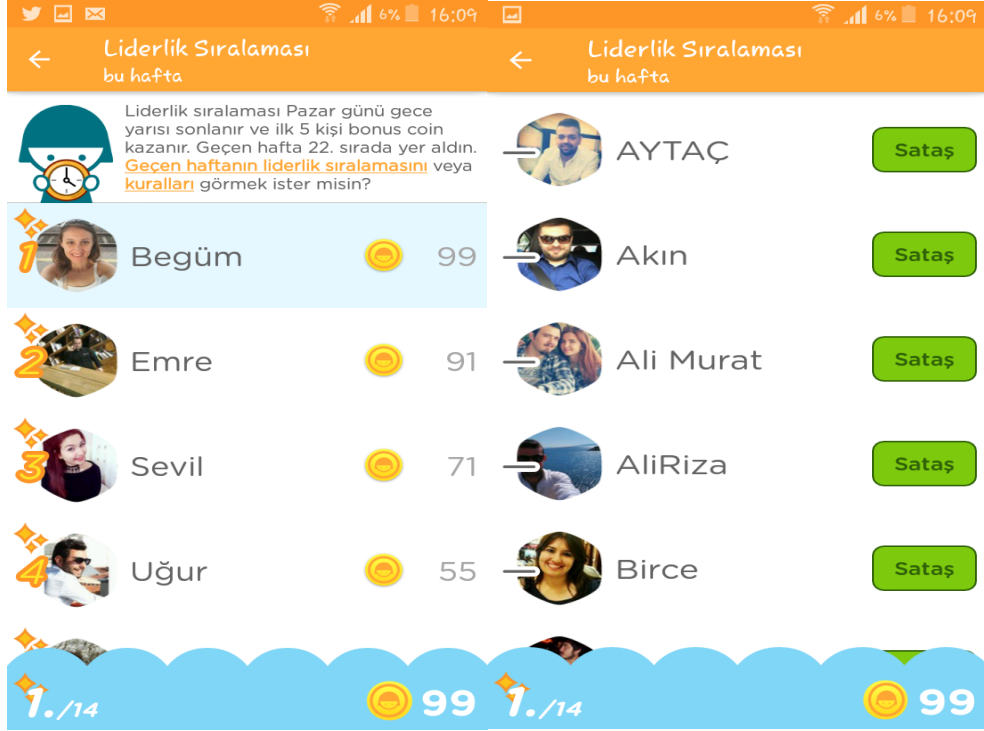 6% 16:09
Liderlik Sıralaması
bu hafta
Liderlik sıralaması Pazar günü gece
yarısı sonlanır ve ilk 5 kişi bonus coin
kazanır. Geçen hafta 22. sırada yer aldın.
Geçen haftanın liderlik sıralamasını veya
kuralları görmek ister misin?
1 Begüm 99
2 Emre 91
3 Sevil 71
4 Uğur 55
1./14 99
6% 16:09
Liderlik Sıralaması
bu hafta
AYTAÇ Sataş
Akın Sataş
Ali Murat Sataş
AliRiza Sataş
Birce Sataş
1./14 99